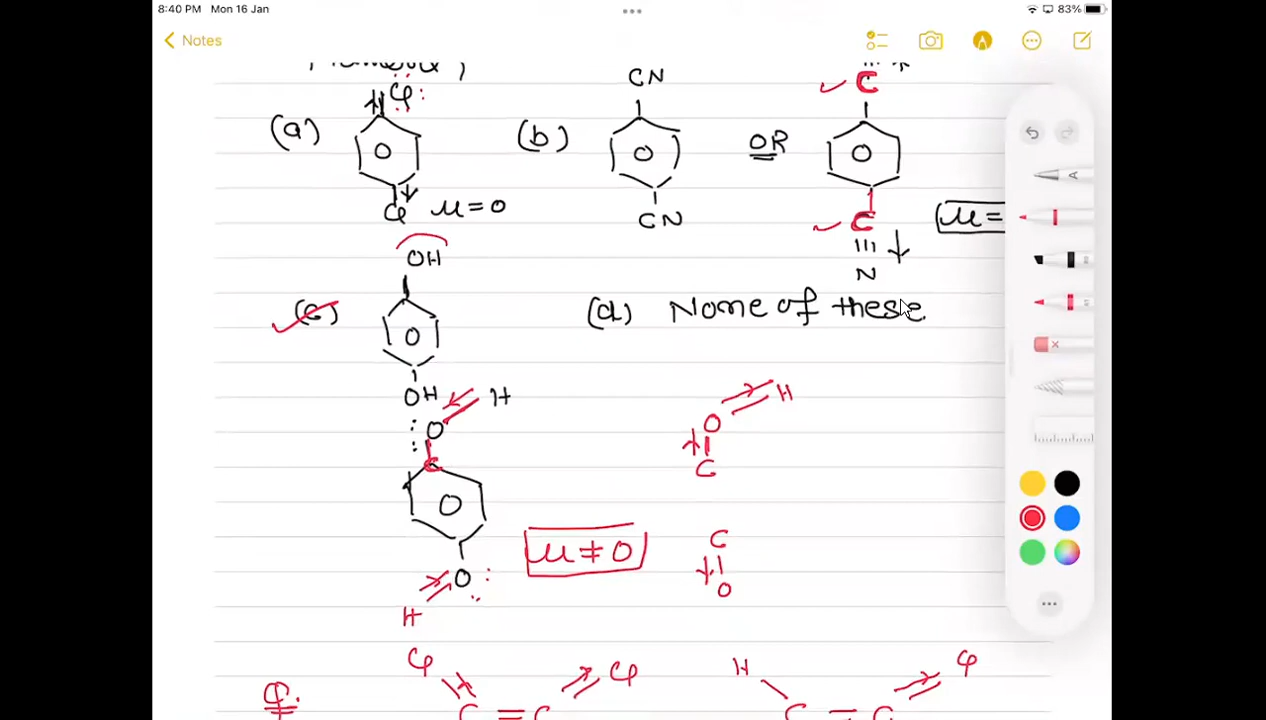 8:40 PM Mon 16 Jan
83%
Notes
Cl
CN
C
(a)
(b)
OR
CN
C
Cl
μ = 0
μ =
N
OH
(c)
(d) None of these
OH
H
O
H
O
C
C
C
μ ≠ 0
O
O
H
Cl
Cl
H
Cl
Q.
C = C
C = C